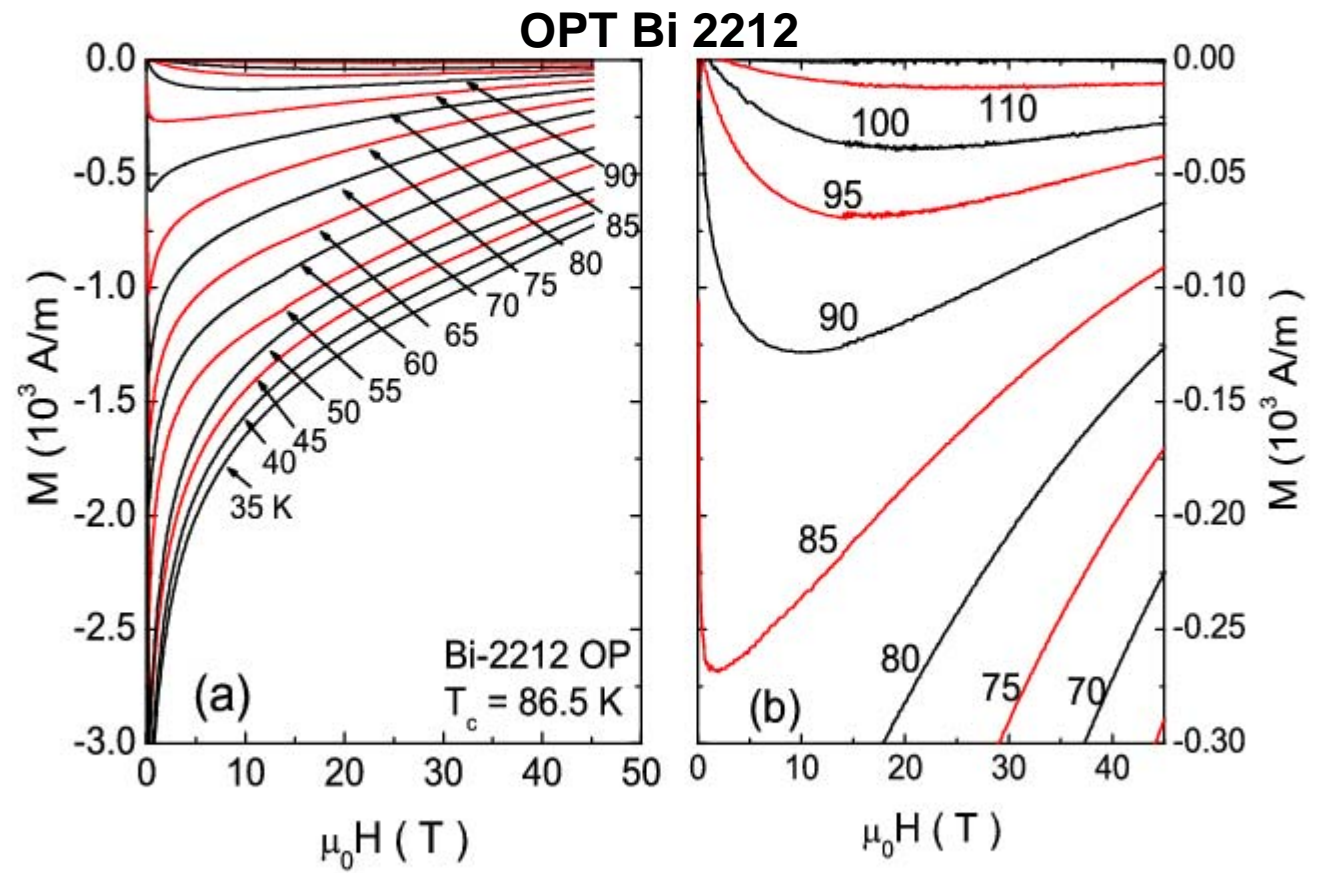 OPT Bi 2212
0.0
-0.5
-1.0
-1.5
-2.0
-2.5
-3.0
M (10³ A/m )
0 10 20 30 40 50
μ₀H ( T )
90
85
80
75
70
65
60
55
50
45
40
35 K
Bi-2212 OP
T꜀ = 86.5 K
(a)
110
100
95
90
85
80
75
70
(b)
0.00
-0.05
-0.10
-0.15
-0.20
-0.25
-0.30
M (10³ A/m )
0 10 20 30 40
μ₀H ( T )